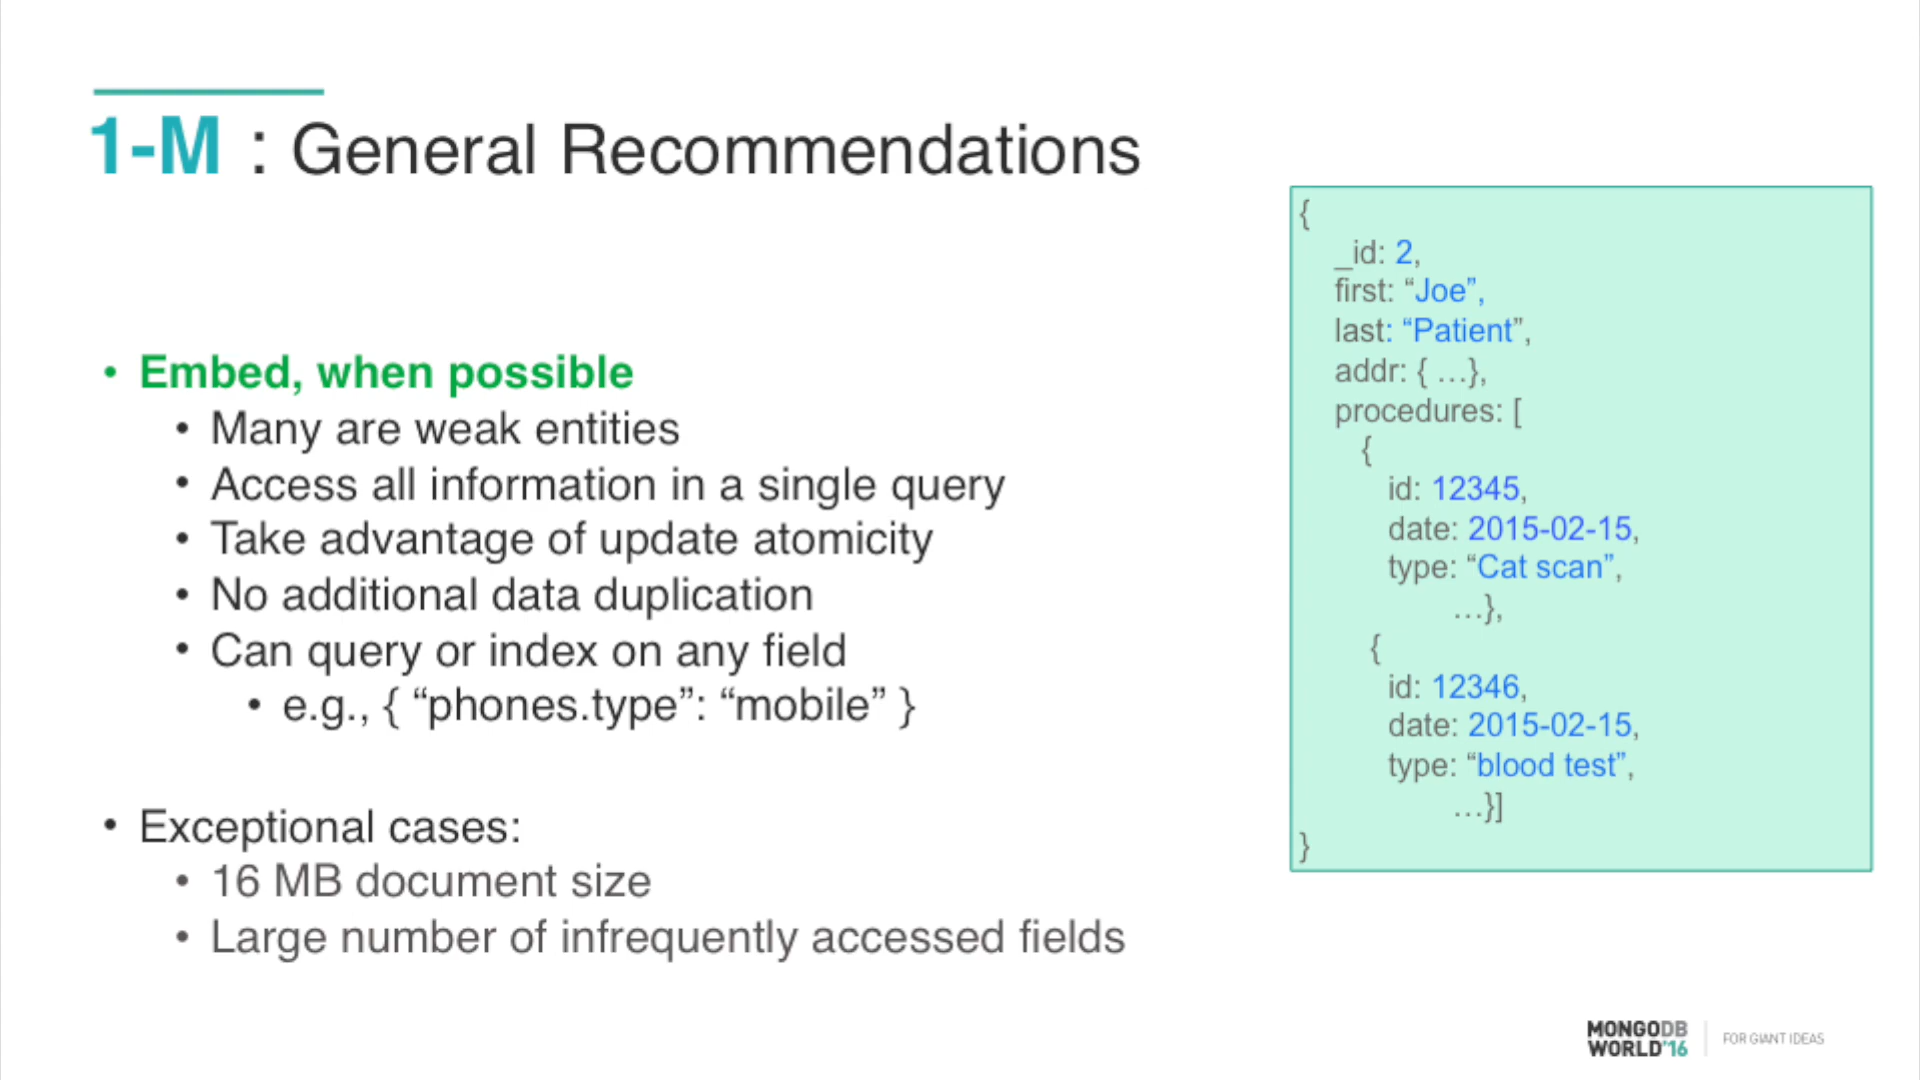 1-M : General Recommendations
• Embed, when possible
• Many are weak entities
• Access all information in a single query
• Take advantage of update atomicity
• No additional data duplication
• Can query or index on any field
• e.g., { “phones.type”: “mobile” }
• Exceptional cases:
• 16 MB document size
• Large number of infrequently accessed fields
{
_id: 2,
first: “Joe”,
last: “Patient”,
addr: { …},
procedures: [
{
id: 12345,
date: 2015-02-15,
type: “Cat scan”,
…},
{
id: 12346,
date: 2015-02-15,
type: “blood test”,
…}]
}
MONGODB
WORLD'16
FOR GIANT IDEAS